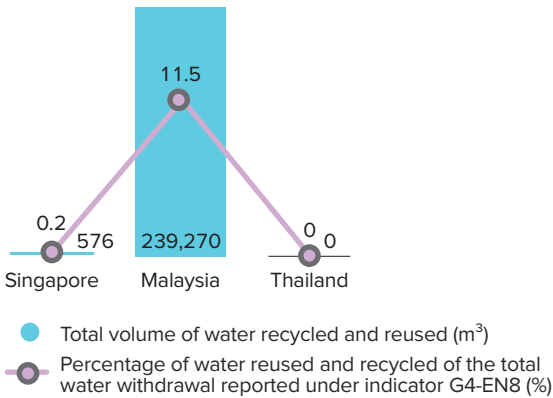 11.5
0.2
576
239,270
0
0
Singapore
Malaysia
Thailand
Total volume of water recycled and reused (m³)
Percentage of water reused and recycled of the total
water withdrawal reported under indicator G4-EN8 (%)